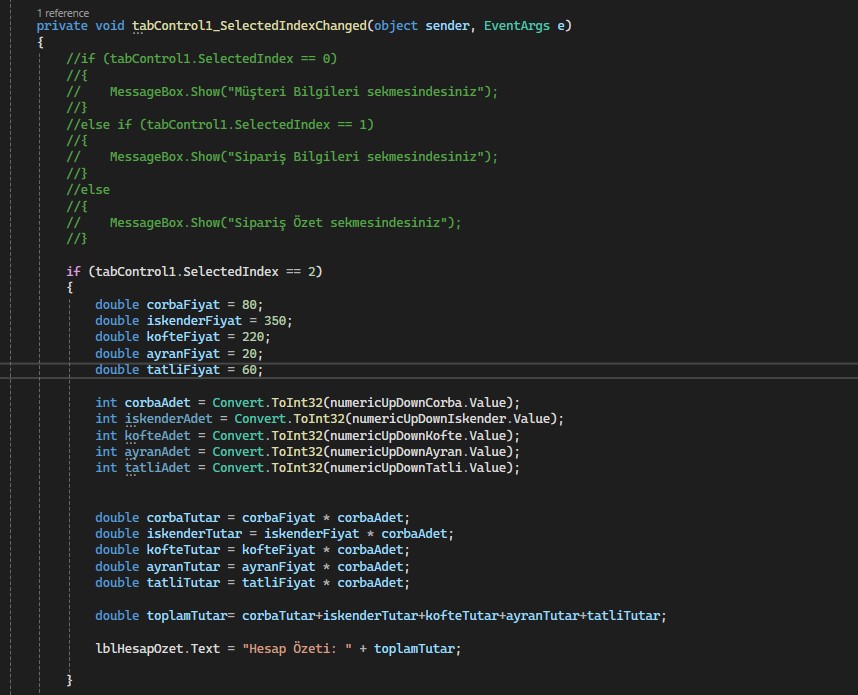 1 reference
private void tabControl1_SelectedIndexChanged(object sender, EventArgs e)
{
//if (tabControl1.SelectedIndex == 0)
//{
//    MessageBox.Show("Müşteri Bilgileri sekmesindesiniz");
//}
//else if (tabControl1.SelectedIndex == 1)
//{
//    MessageBox.Show("Sipariş Bilgileri sekmesindesiniz");
//}
//else
//{
//    MessageBox.Show("Sipariş Özet sekmesindesiniz");
//}
if (tabControl1.SelectedIndex == 2)
{
double corbaFiyat = 80;
double iskenderFiyat = 350;
double kofteFiyat = 220;
double ayranFiyat = 20;
double tatliFiyat = 60;
int corbaAdet = Convert.ToInt32(numericUpDownCorba.Value);
int iskenderAdet = Convert.ToInt32(numericUpDownIskender.Value);
int kofteAdet = Convert.ToInt32(numericUpDownKofte.Value);
int ayranAdet = Convert.ToInt32(numericUpDownAyran.Value);
int tatliAdet = Convert.ToInt32(numericUpDownTatli.Value);
double corbaTutar = corbaFiyat * corbaAdet;
double iskenderTutar = iskenderFiyat * corbaAdet;
double kofteTutar = kofteFiyat * corbaAdet;
double ayranTutar = ayranFiyat * corbaAdet;
double tatliTutar = tatliFiyat * corbaAdet;
double toplamTutar= corbaTutar+iskenderTutar+kofteTutar+ayranTutar+tatliTutar;
lblHesapOzet.Text = "Hesap Özeti: " + toplamTutar;
}